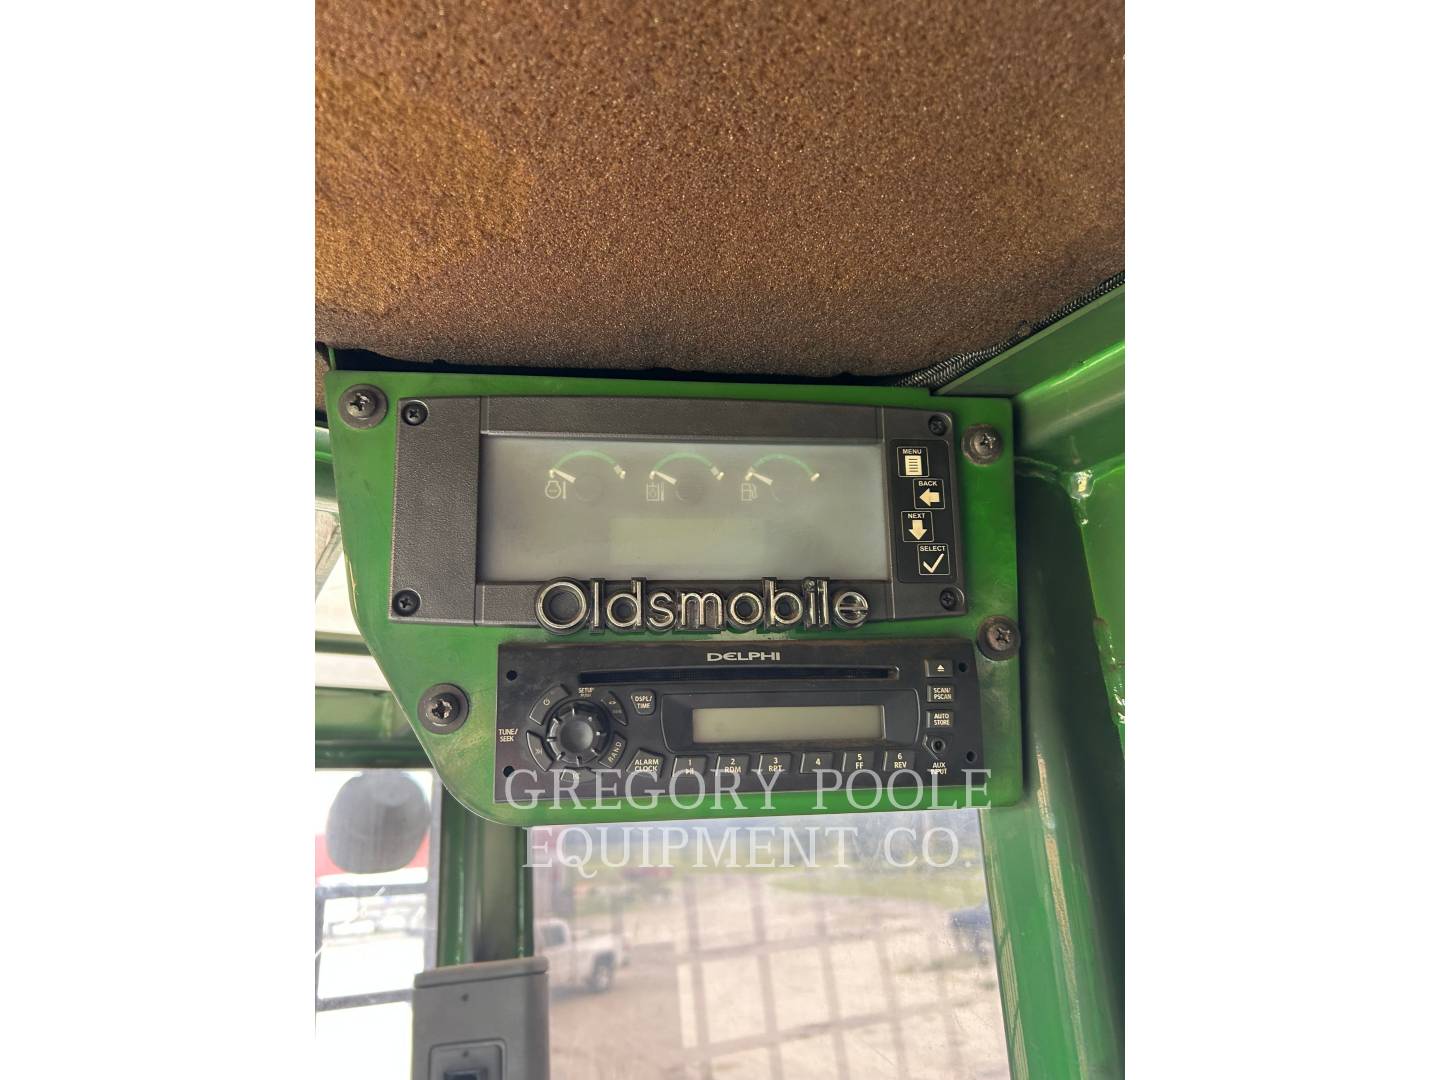 MENU
BACK
NEXT
SELECT
Oldsmobile
DELPHI
SETUP
PUSH
DSPL/
TIME
SCAN/
PSCAN
AUTO
STORE
TUNE/
SEEK
BAND
ALARM
CLOCK
1
2
RDM
3
RPT
4
5
FF
6
REV
AUX
INPUT
GREGORY POOLE
EQUIPMENT CO.